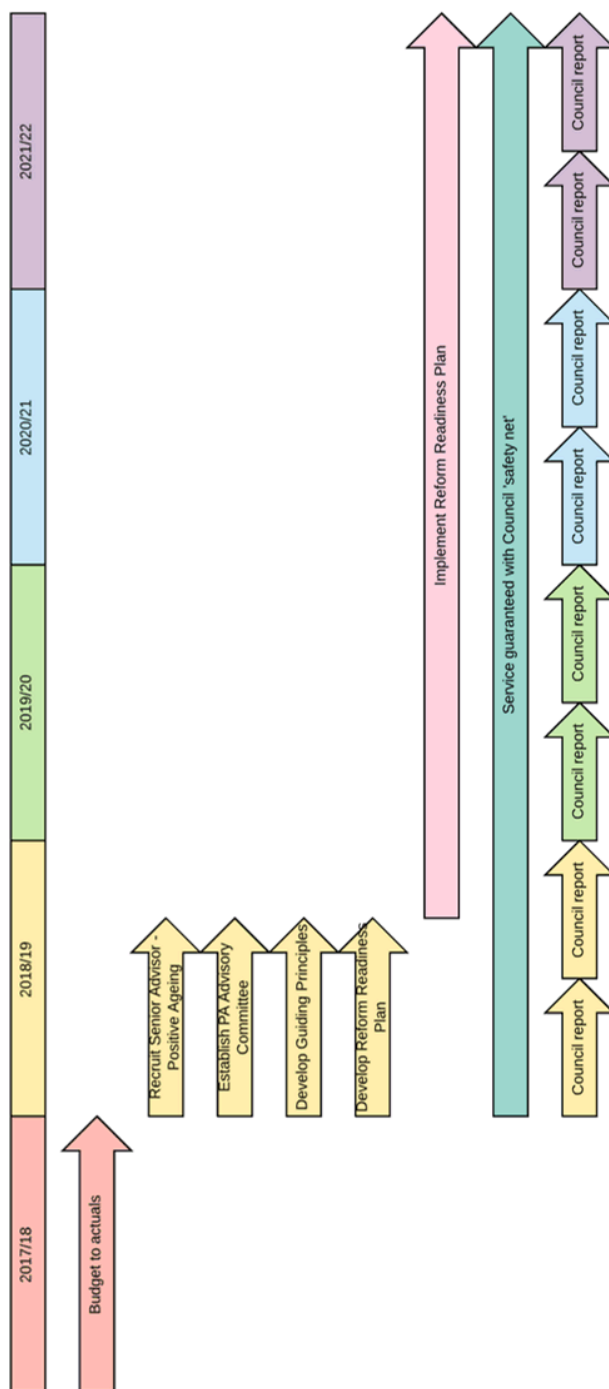 2017/18
2018/19
2019/20
2020/21
2021/22
Budget to actuals
Recruit Senior Advisor -
Positive Ageing
Establish PA Advisory
Committee
Develop Guiding Principles
Develop Reform Readiness
Plan
Implement Reform Readiness Plan
Service guaranteed with Council 'safety net'
Council report
Council report
Council report
Council report
Council report
Council report
Council report
Council report